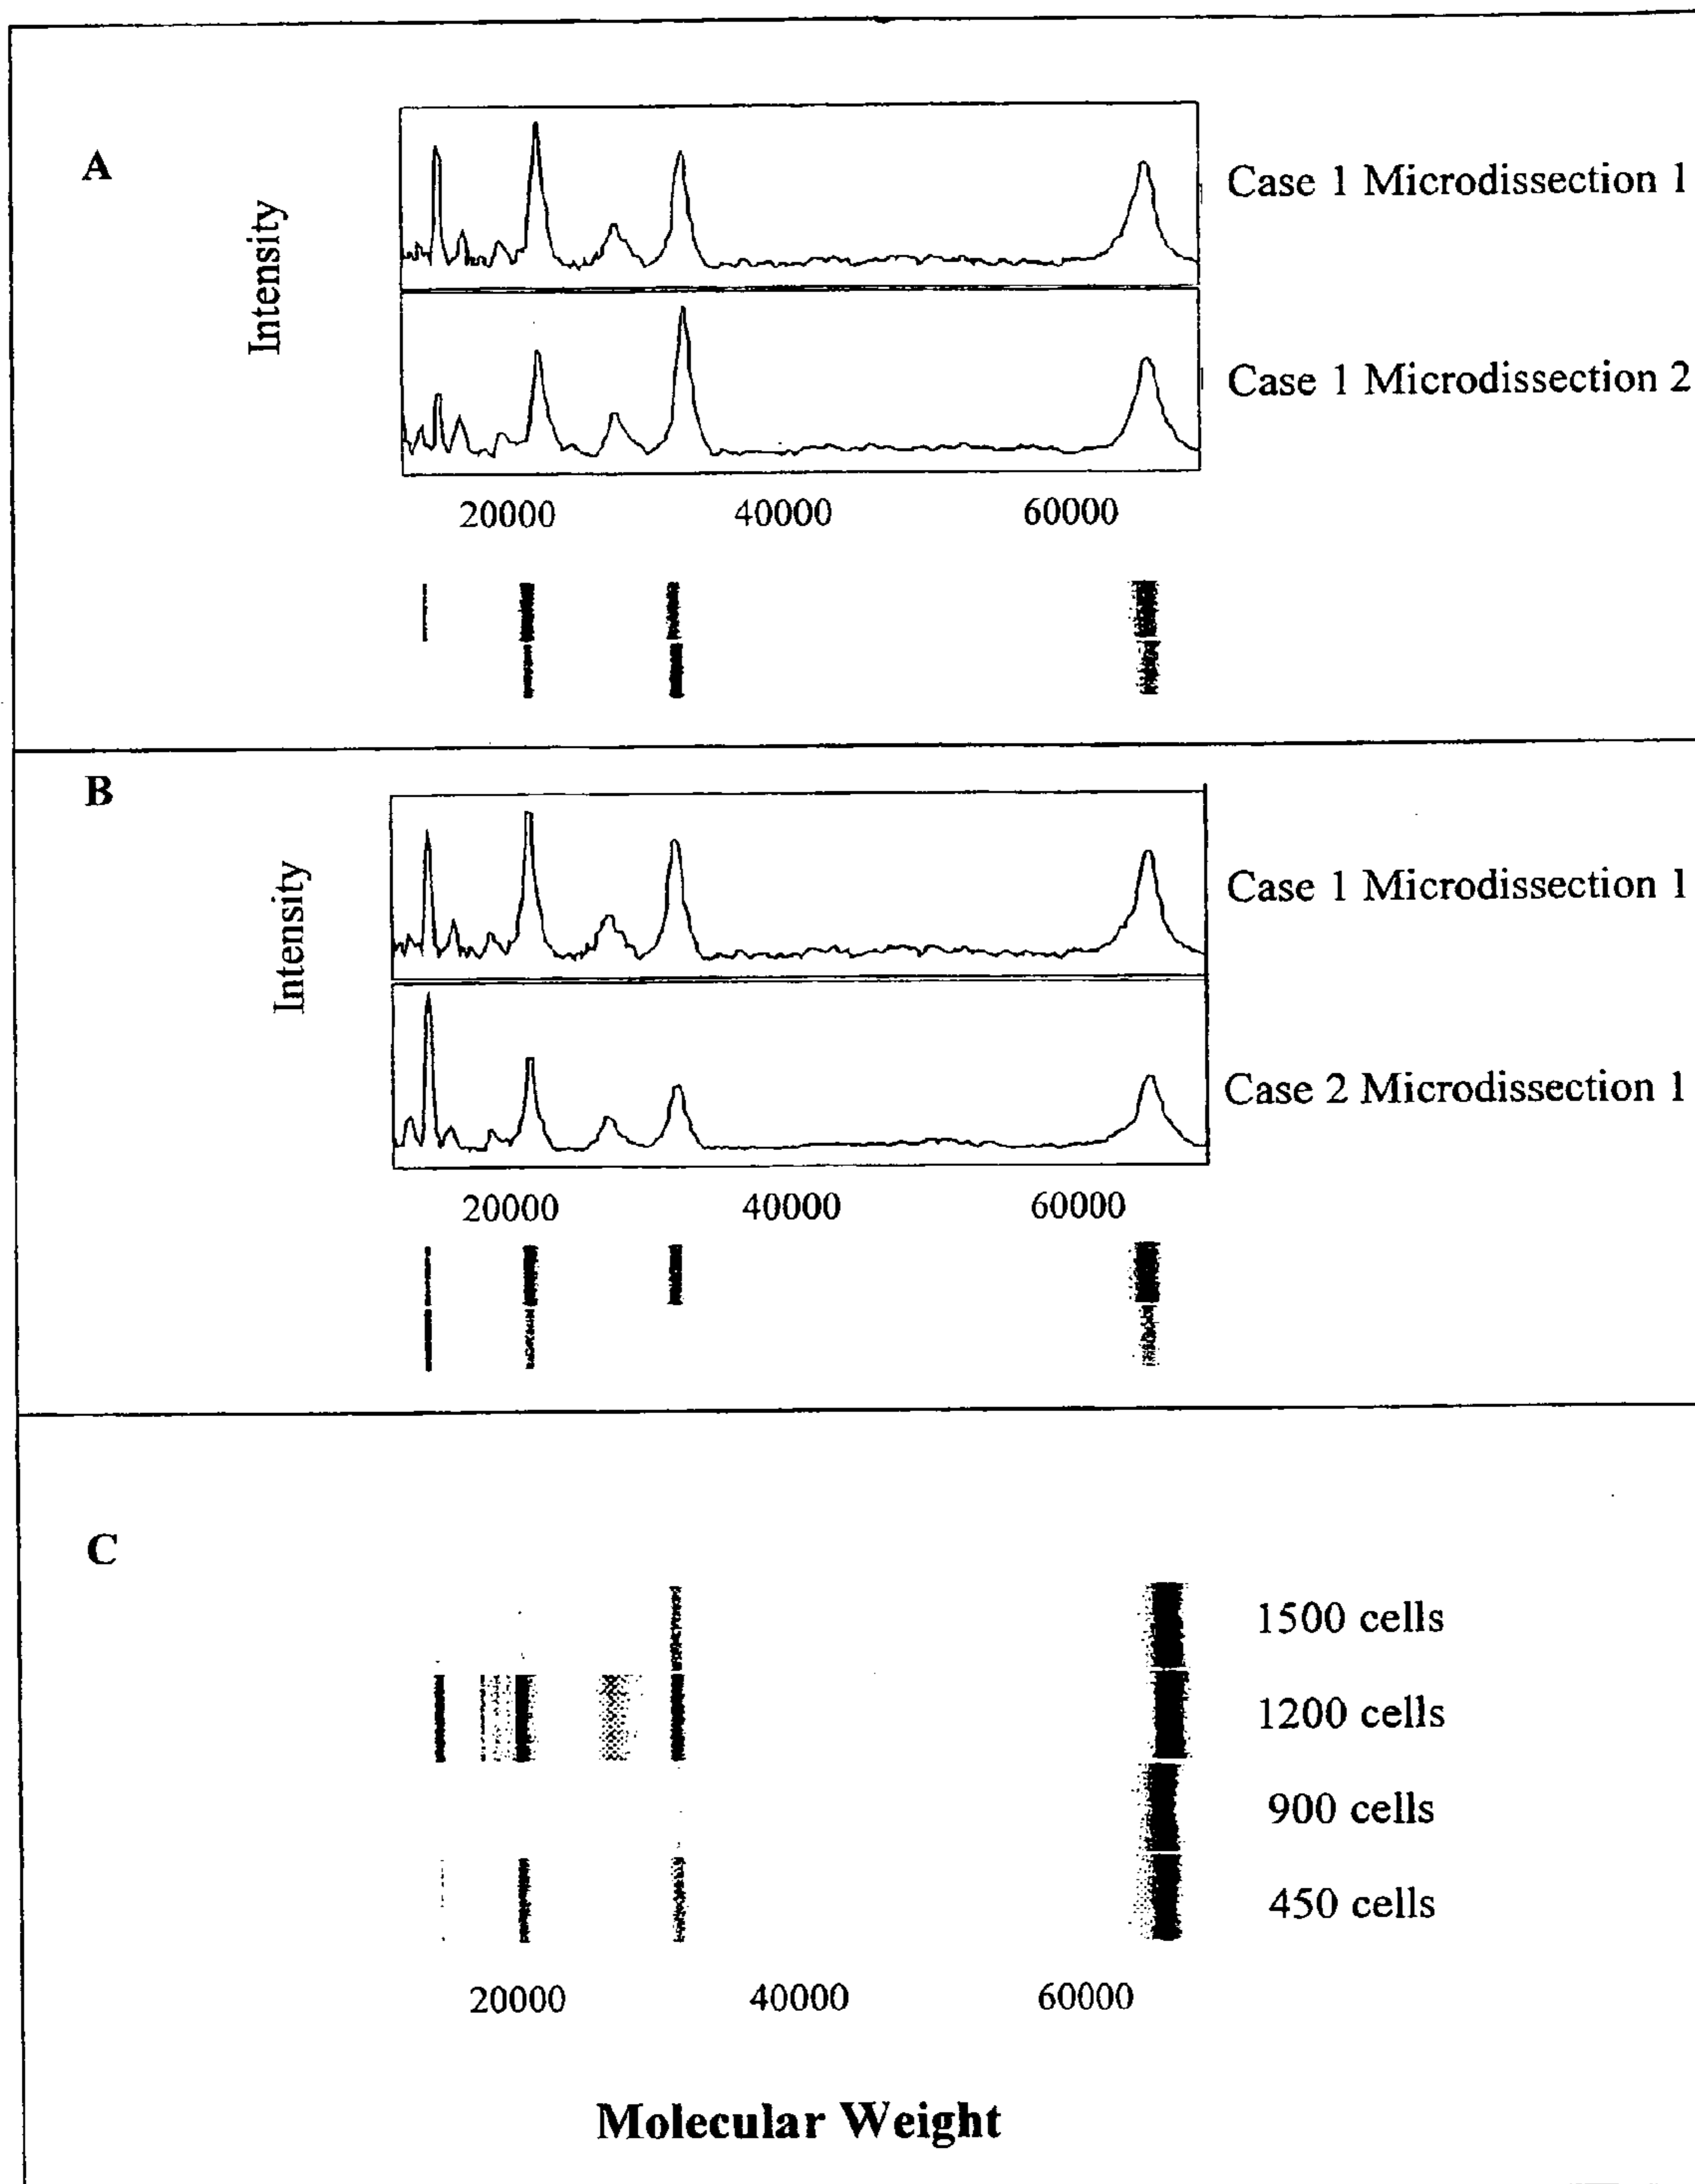 A
Intensity
Case 1 Microdissection 1
Case 1 Microdissection 2
20000 40000 60000
B
Intensity
Case 1 Microdissection 1
Case 2 Microdissection 1
20000 40000 60000
C
1500 cells
1200 cells
900 cells
450 cells
20000 40000 60000
Molecular Weight